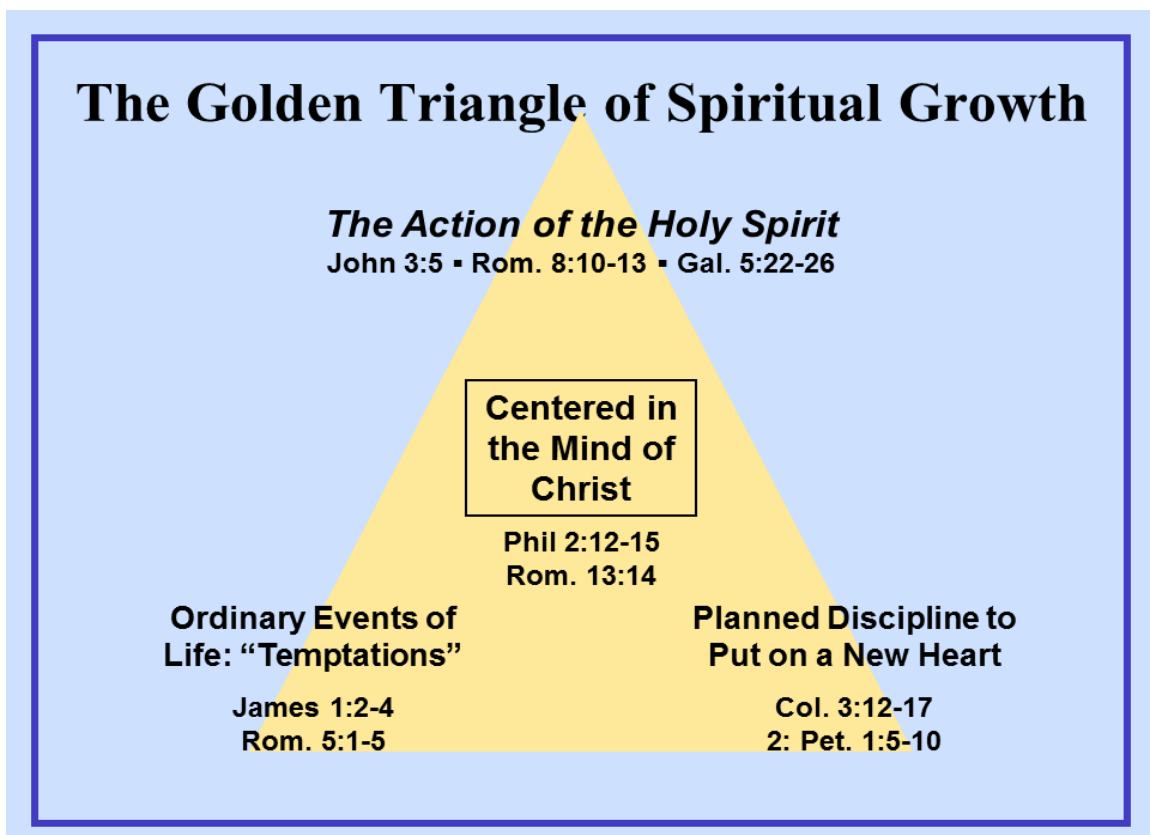 The Golden Triangle of Spiritual Growth
The Action of the Holy Spirit
John 3:5 ▪ Rom. 8:10-13 ▪ Gal. 5:22-26
Centered in
the Mind of
Christ
Phil 2:12-15
Rom. 13:14
Ordinary Events of
Life: “Temptations”
James 1:2-4
Rom. 5:1-5
Planned Discipline to
Put on a New Heart
Col. 3:12-17
2: Pet. 1:5-10